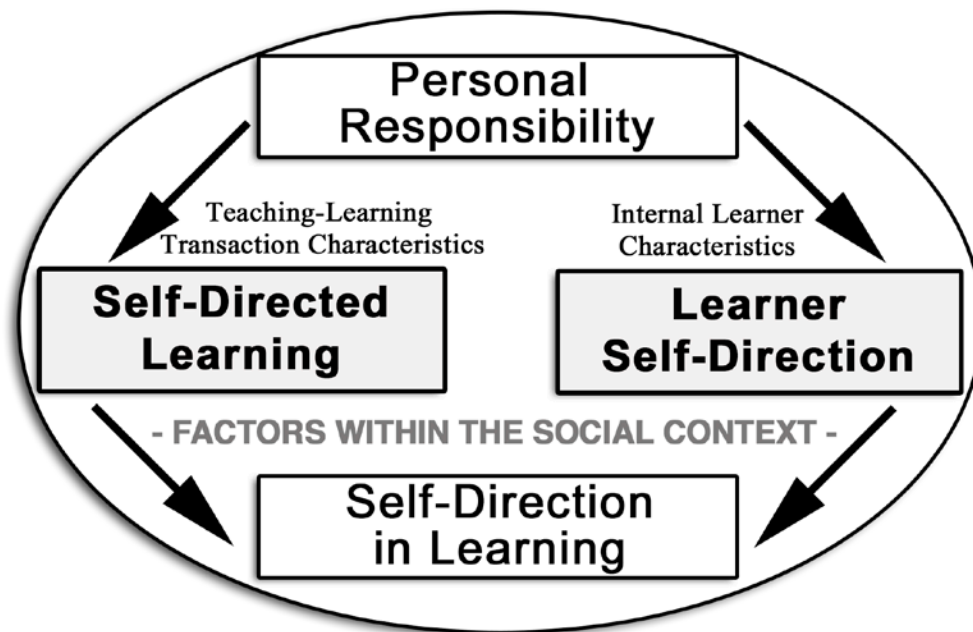 Personal
Responsibility
Teaching-Learning
Transaction Characteristics
Internal Learner
Characteristics
Self-Directed
Learning
Learner
Self-Direction
- FACTORS WITHIN THE SOCIAL CONTEXT -
Self-Direction
in Learning